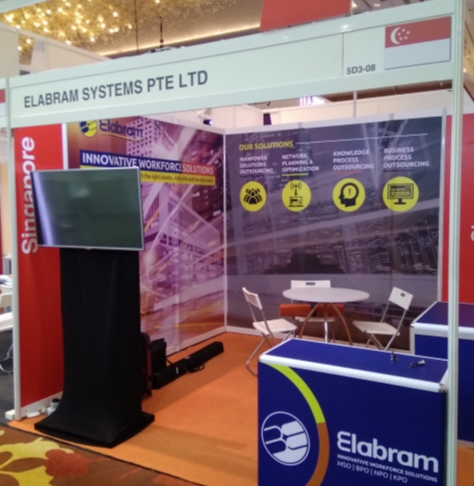 ELABRAM SYSTEMS PTE LTD
5D3-08
Singapore
Elabram
INNOVATIVE WORKFORCE SOLUTIONS
OUR SOLUTIONS
MANPOWER
SOLUTIONS
OUTSOURCING
NETWORK,
PLANNING &
OPTIMIZATION
KNOWLEDGE
PROCESS
OUTSOURCING
BUSINESS
PROCESS
OUTSOURCING
Elabram
INNOVATIVE WORKFORCE SOLUTIONS
MSO | BPO | NPO | KPO